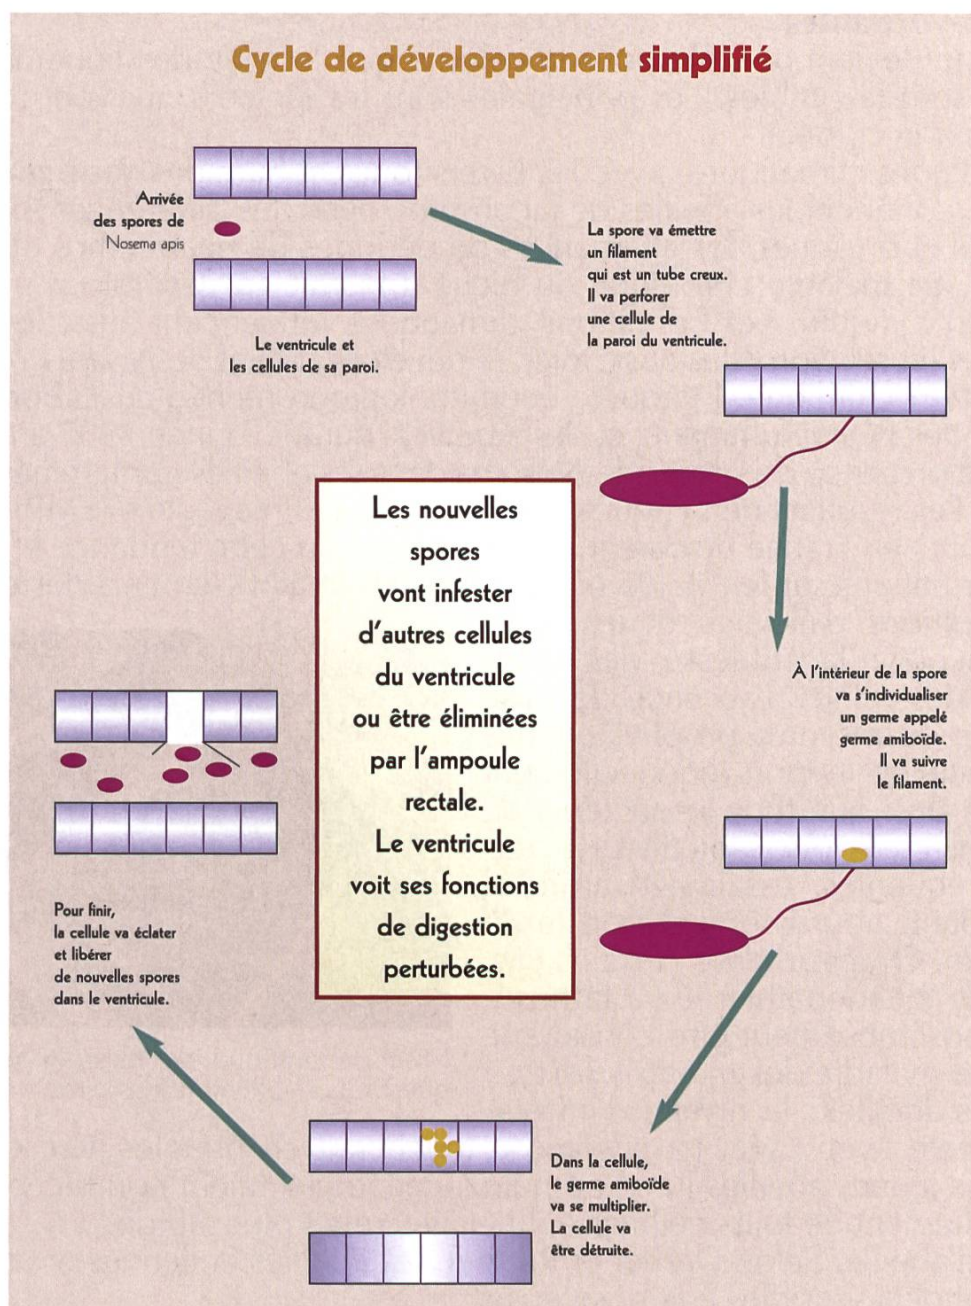 Cycle de développement simplifié
Arrivée
des spores de
Nosema apis
Le ventricule et
les cellules de sa paroi.
La spore va émettre
un filament
qui est un tube creux.
Il va perforer
une cellule de
la paroi du ventricule.
À l'intérieur de la spore
va s'individualiser
un germe appelé
germe amiboïde.
Il va suivre
le filament.
Dans la cellule,
le germe amiboïde
va se multiplier.
La cellule va
être détruite.
Pour finir,
la cellule va éclater
et libérer
de nouvelles spores
dans le ventricule.
Les nouvelles
spores
vont infester
d'autres cellules
du ventricule
ou être éliminées
par l'ampoule
rectale.
Le ventricule
voit ses fonctions
de digestion
perturbées.